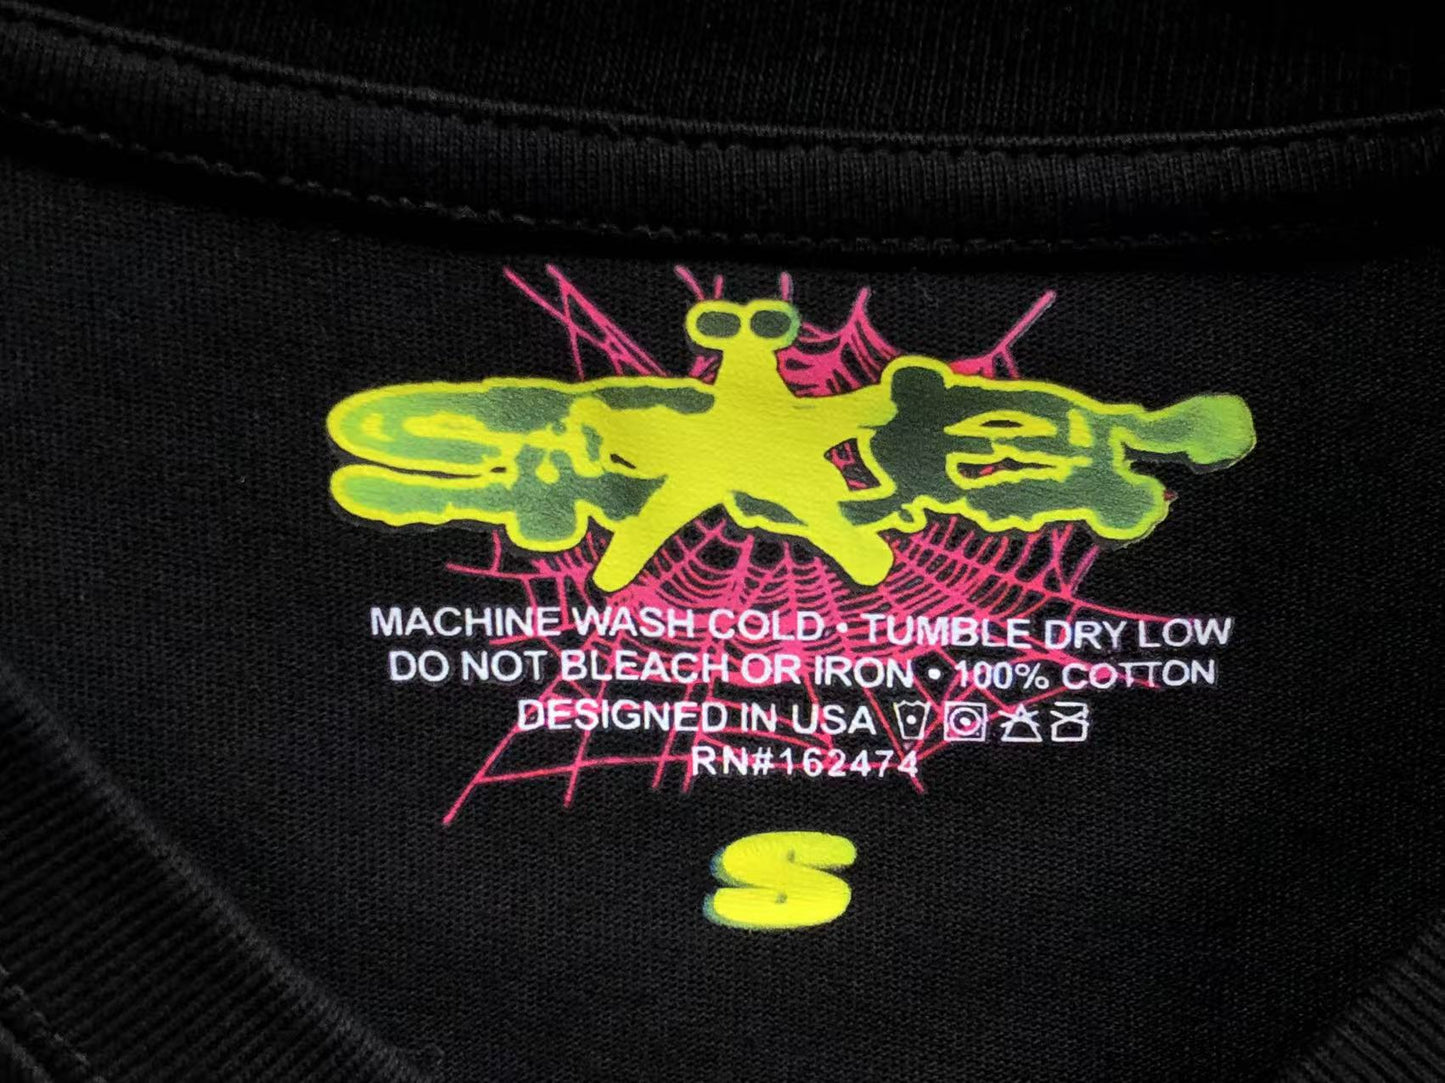 MACHINE WASH COLD • TUMBLE DRY LOW
DO NOT BLEACH OR IRON • 100% COTTON
DESIGNED IN USA
RN#162474
S